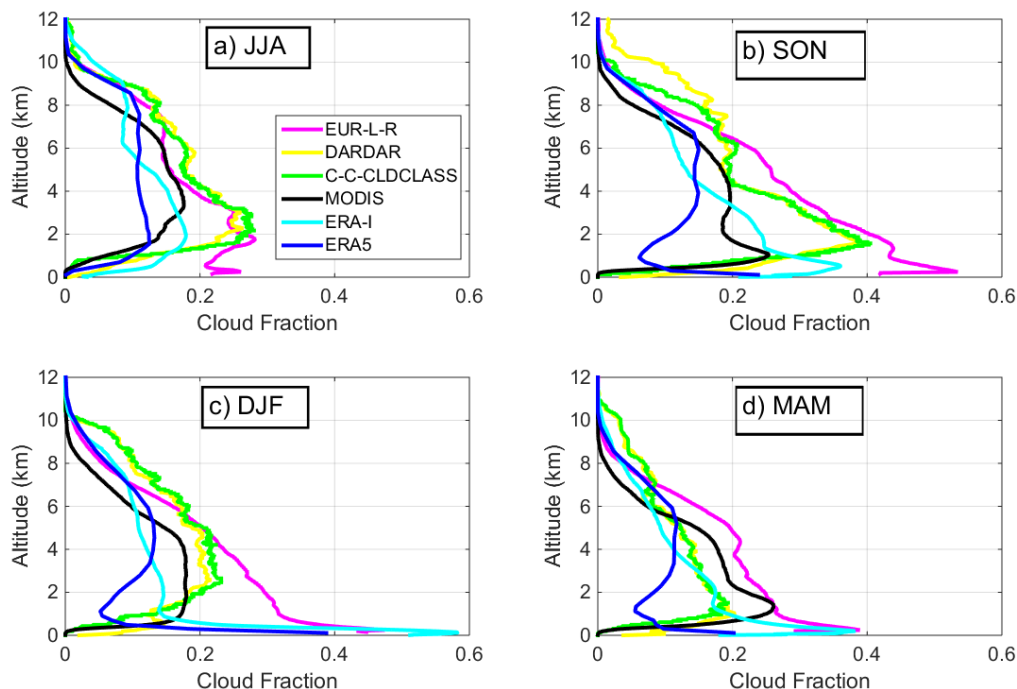 a) JJA
12
10
8
6
4
2
0
Altitude (km)
EUR-L-R
DARDAR
C-C-CLDCLASS
MODIS
ERA-I
ERA5
0 0.2 0.4 0.6
Cloud Fraction
b) SON
12
10
8
6
4
2
0
Altitude (km)
0 0.2 0.4 0.6
Cloud Fraction
c) DJF
12
10
8
6
4
2
0
Altitude (km)
0 0.2 0.4 0.6
Cloud Fraction
d) MAM
12
10
8
6
4
2
0
Altitude (km)
0 0.2 0.4 0.6
Cloud Fraction